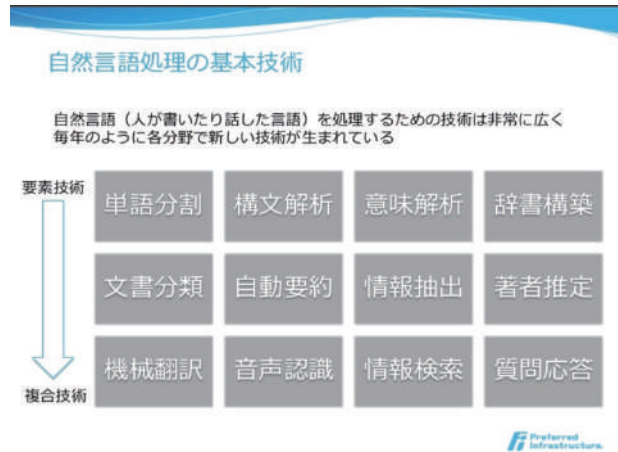 自然言語処理の基本技術
自然言語（人が書いたり話した言語）を処理するための技術は非常に広く
毎年のように各分野で新しい技術が生まれている
要素技術
単語分割 構文解析 意味解析 辞書構築
文書分類 自動要約 情報抽出 著者推定
機械翻訳 音声認識 情報検索 質問応答
複合技術
Preferred
Infrastructure.